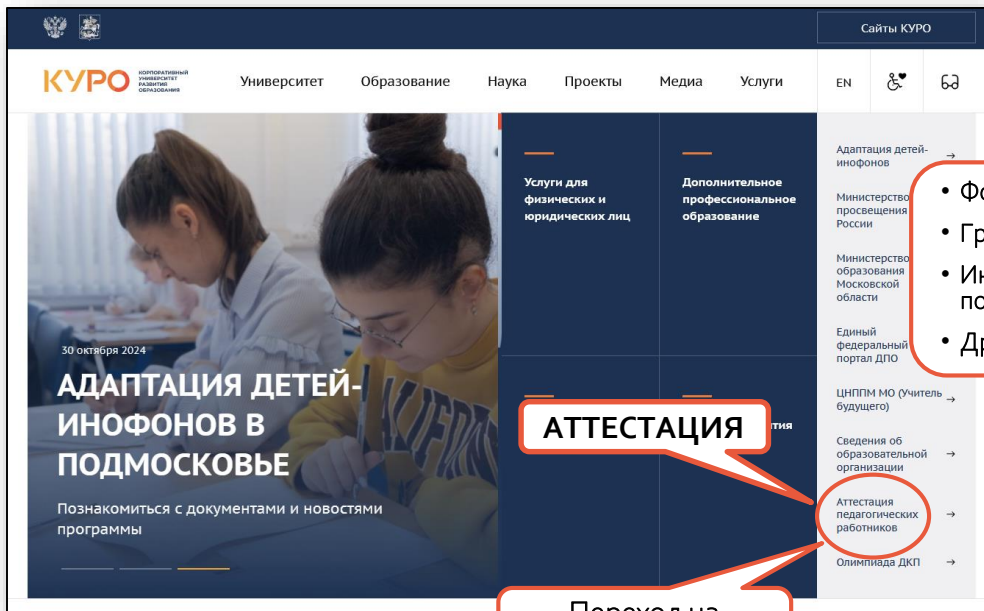 Сайты КУРО
КУРО
КОРПОРАТИВНЫЙ
УНИВЕРСИТЕТ
РАЗВИТИЯ
ОБРАЗОВАНИЯ
Университет Образование Наука Проекты Медиа Услуги EN
30 октября 2024
АДАПТАЦИЯ ДЕТЕЙ-
ИНОФОНОВ В
ПОДМОСКОВЬЕ
Познакомиться с документами и новостями
программы
Услуги для
физических и
юридических лиц
Дополнительное
профессиональное
образование
АТТЕСТАЦИЯ
Адаптация детей-
инофонов
Министерство
просвещения
России
Министерство
образования
Московской
области
Единый
федеральный
портал ДПО
ЦНППМ МО (Учитель
будущего)
Сведения об
образовательной
организации
Аттестация
педагогических
работников
Олимпиада ДКП
Переход на